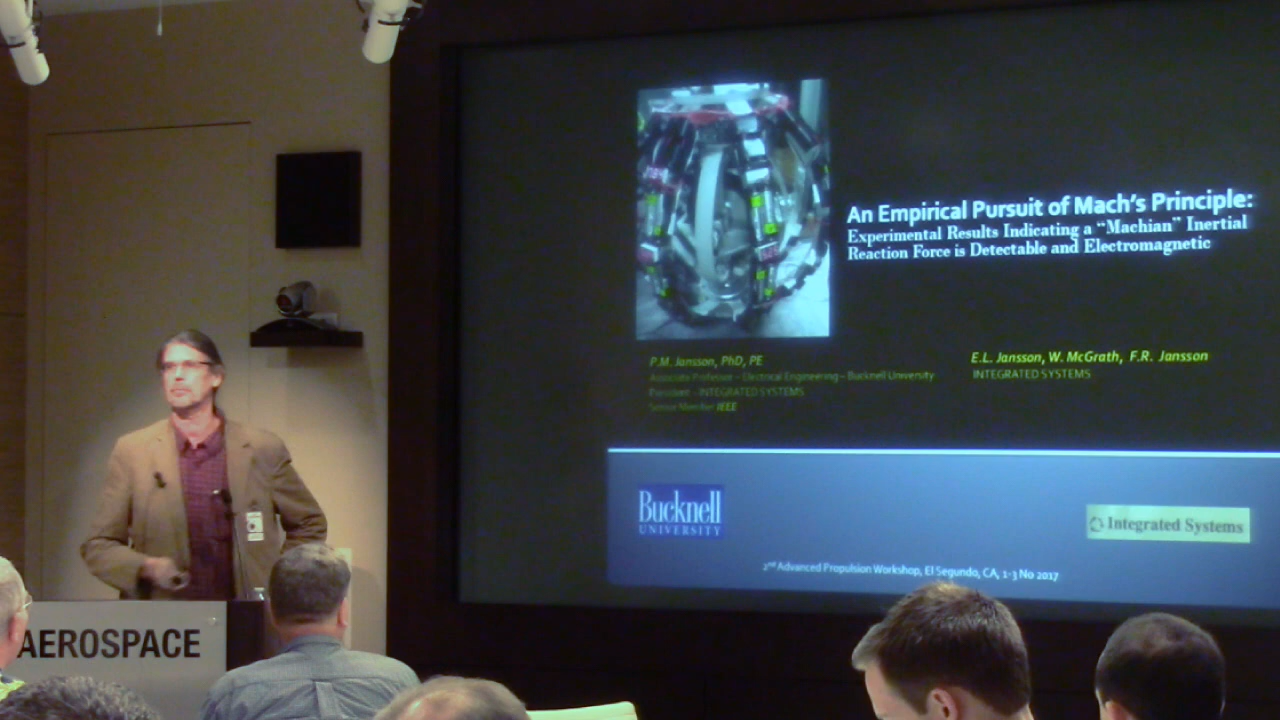 An Empirical Pursuit of Mach's Principle:
Experimental Results Indicating a "Machian" Inertial
Reaction Force is Detectable and Electromagnetic
P.M. Jansson, PhD, PE
Associate Professor – Electrical Engineering – Bucknell University
President – INTEGRATED SYSTEMS
Senior Member IEEE
E.L. Jansson, W. McGrath, F.R. Jansson
INTEGRATED SYSTEMS
Bucknell
UNIVERSITY
Integrated Systems
2nd Advanced Propulsion Workshop, El Segundo, CA, 1-3 No 2017
AEROSPACE